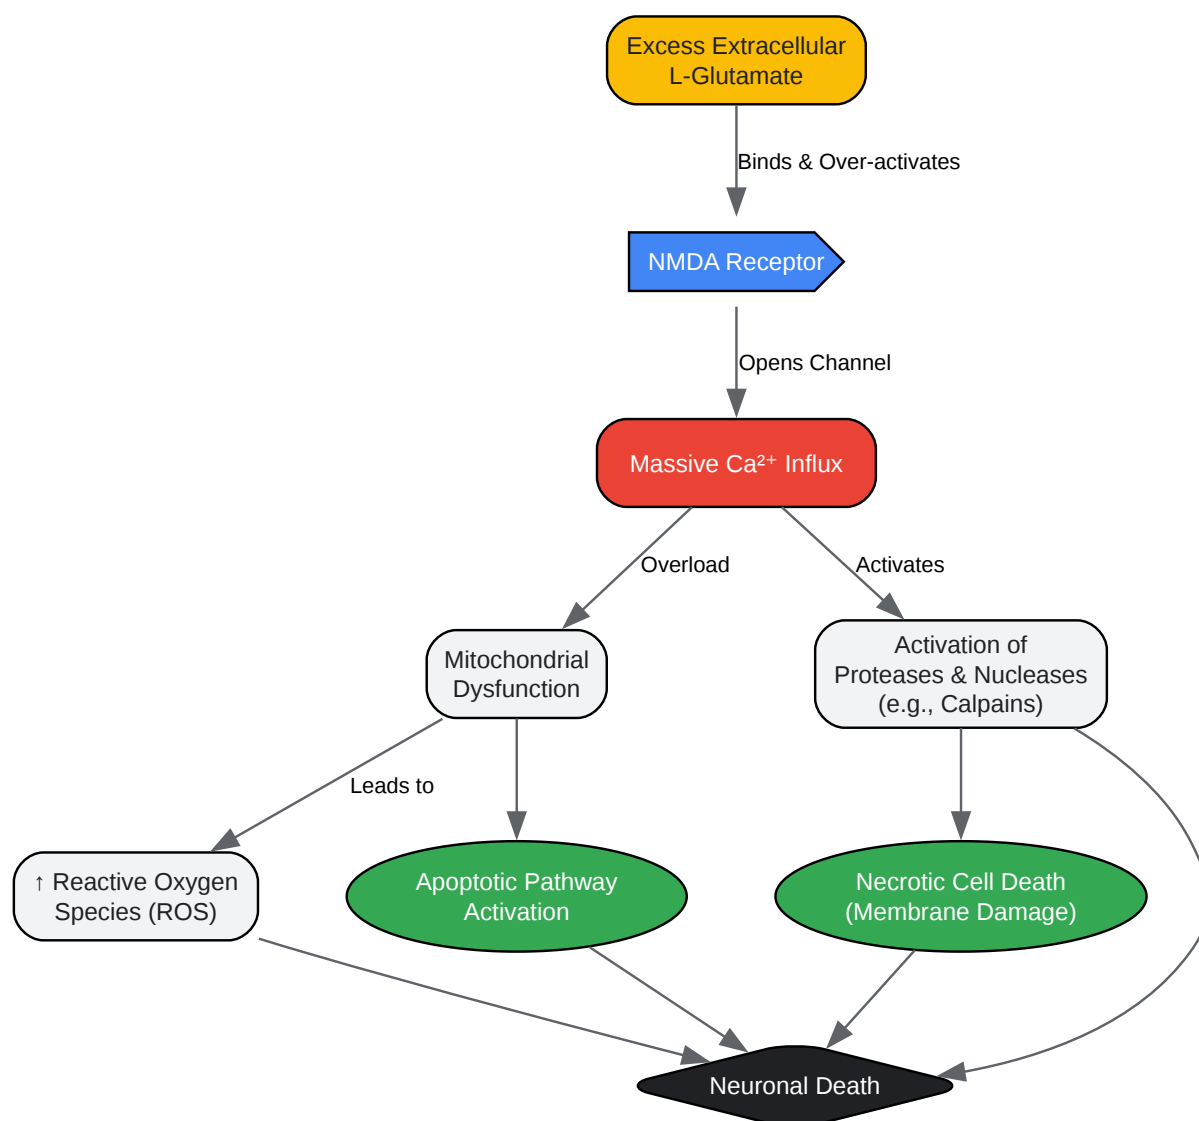 Excess Extracellular
L-Glutamate
Binds & Over-activates
NMDA Receptor
Opens Channel
Massive Ca²⁺ Influx
Overload
Activates
Mitochondrial
Dysfunction
Activation of
Proteases & Nucleases
(e.g., Calpains)
Leads to
↑ Reactive Oxygen
Species (ROS)
Apoptotic Pathway
Activation
Necrotic Cell Death
(Membrane Damage)
Neuronal Death